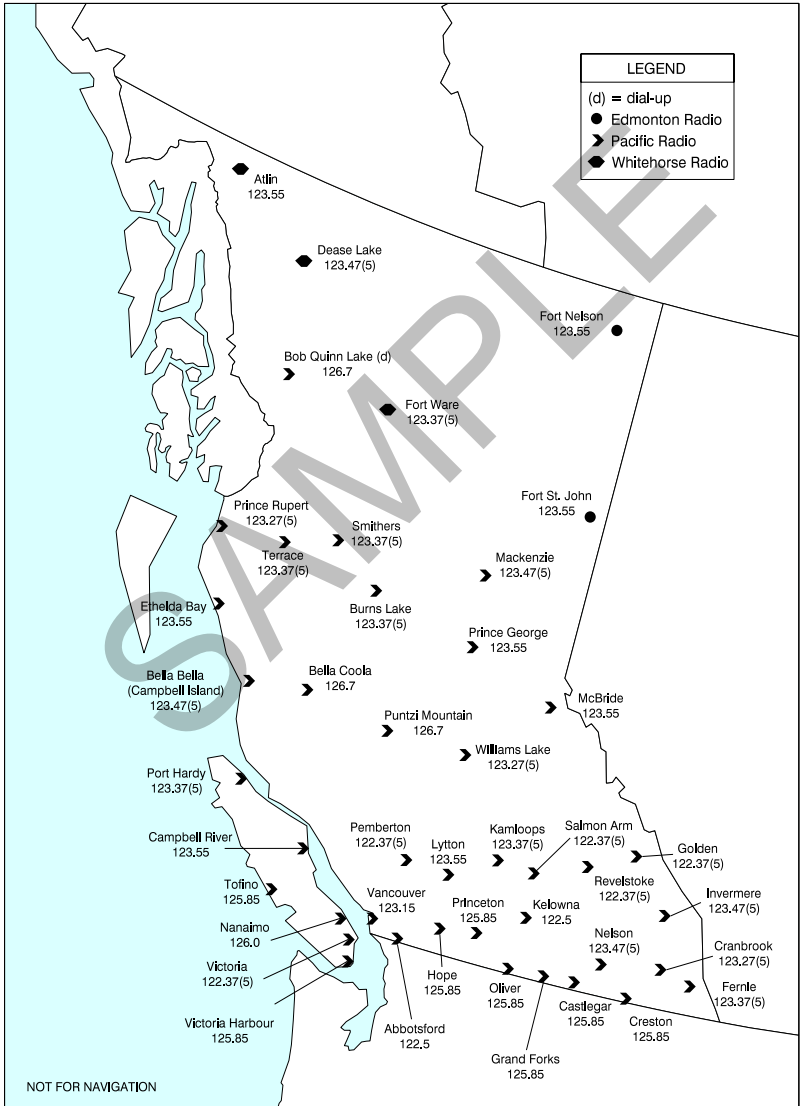 LEGEND
(d) = dial-up
Edmonton Radio
Pacific Radio
Whitehorse Radio
Atlin
123.55
Dease Lake
123.47(5)
Fort Nelson
123.55
Bob Quinn Lake (d)
126.7
Fort Ware
123.37(5)
SAMPLE
Fort St. John
123.55
Prince Rupert
123.27(5)
Terrace
123.37(5)
Smithers
123.37(5)
Mackenzie
123.47(5)
Ethelda Bay
123.55
Burns Lake
123.37(5)
Prince George
123.55
Bella Bella
(Campbell Island)
123.47(5)
Bella Coola
126.7
McBride
123.55
Puntzi Mountain
126.7
Williams Lake
123.27(5)
Port Hardy
123.37(5)
Campbell River
123.55
Pemberton
122.37(5)
Lytton
123.55
Kamloops
123.37(5)
Salmon Arm
122.37(5)
Golden
122.37(5)
Revelstoke
122.37(5)
Tofino
125.85
Vancouver
123.15
Princeton
125.85
Kelowna
122.5
Invermere
123.47(5)
Nanaimo
126.0
Victoria
122.37(5)
Victoria Harbour
125.85
Abbotsford
122.5
Hope
125.85
Oliver
125.85
Grand Forks
125.85
Castlegar
125.85
Nelson
123.47(5)
Creston
125.85
Cranbrook
123.27(5)
Fernie
123.37(5)
NOT FOR NAVIGATION